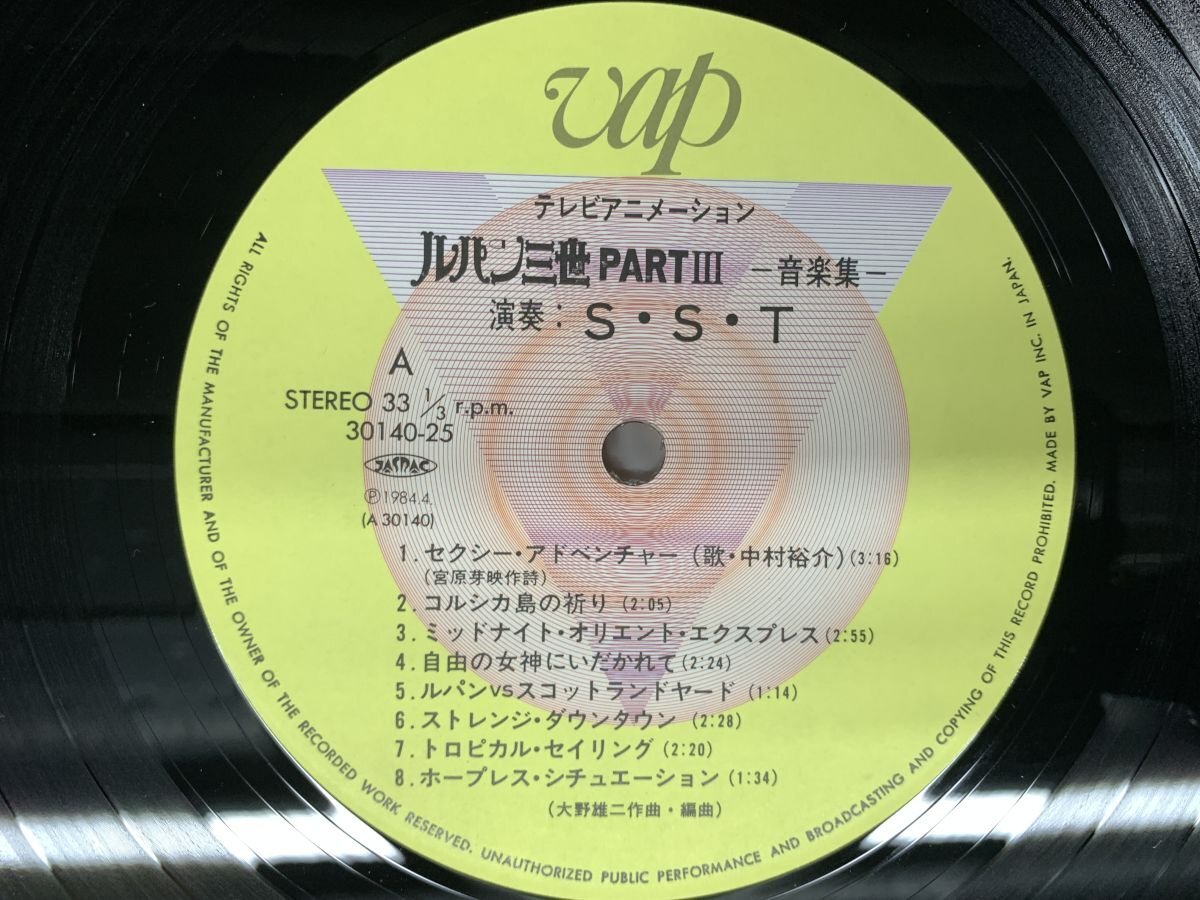 vap
テレビアニメーション
ルパン三世 PART III －音楽集－
演奏：S・S・T
A
STEREO 33 1/3 r.p.m.
30140-25
JASRAC
Ⓟ1984.4.
(A 30140)
1. セクシー・アドベンチャー（歌・中村裕介）(3:16)
（宮原芽映作詩）
2. コルシカ島の祈り (2:05)
3. ミッドナイト・オリエント・エクスプレス (2:55)
4. 自由の女神にいだかれて (2:24)
5. ルパンvsスコットランドヤード (1:14)
6. ストレンジ・ダウンタウン (2:28)
7. トロピカル・セイリング (2:20)
8. ホープレス・シチュエーション (1:34)
（大野雄二作曲・編曲）
ALL RIGHTS OF THE MANUFACTURER AND OF THE OWNER OF THE RECORDED WORK RESERVED. UNAUTHORIZED PUBLIC PERFORMANCE AND BROADCASTING AND COPYING OF THIS RECORD PROHIBITED. MADE BY VAP INC. IN JAPAN.